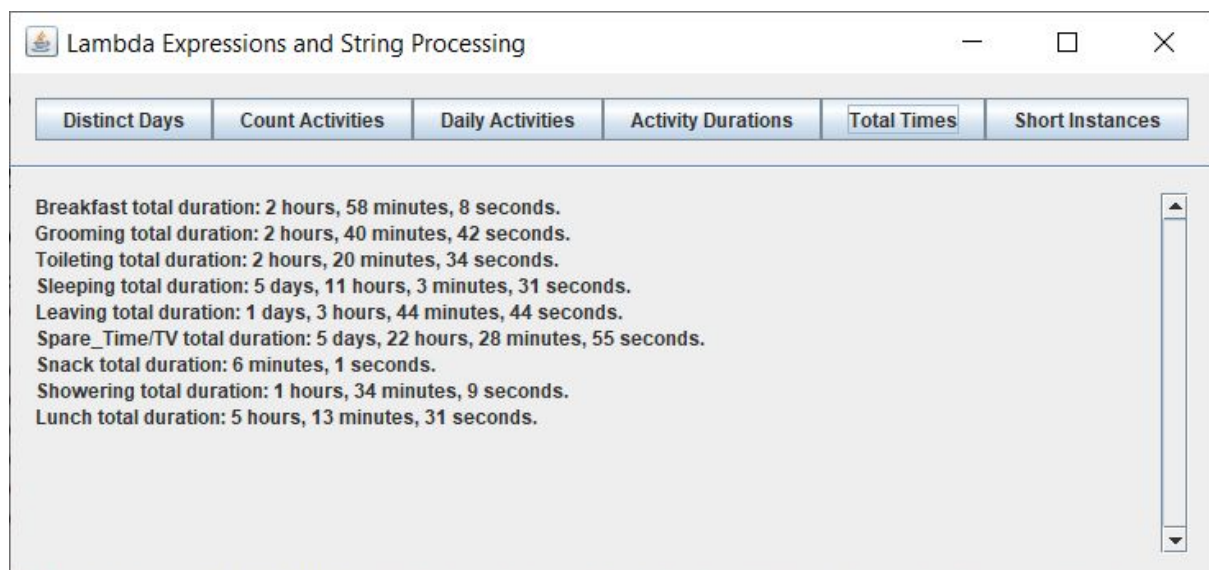 Lambda Expressions and String Processing
Distinct Days Count Activities Daily Activities Activity Durations Total Times Short Instances
Breakfast total duration: 2 hours, 58 minutes, 8 seconds.
Grooming total duration: 2 hours, 40 minutes, 42 seconds.
Toileting total duration: 2 hours, 20 minutes, 34 seconds.
Sleeping total duration: 5 days, 11 hours, 3 minutes, 31 seconds.
Leaving total duration: 1 days, 3 hours, 44 minutes, 44 seconds.
Spare_Time/TV total duration: 5 days, 22 hours, 28 minutes, 55 seconds.
Snack total duration: 6 minutes, 1 seconds.
Showering total duration: 1 hours, 34 minutes, 9 seconds.
Lunch total duration: 5 hours, 13 minutes, 31 seconds.